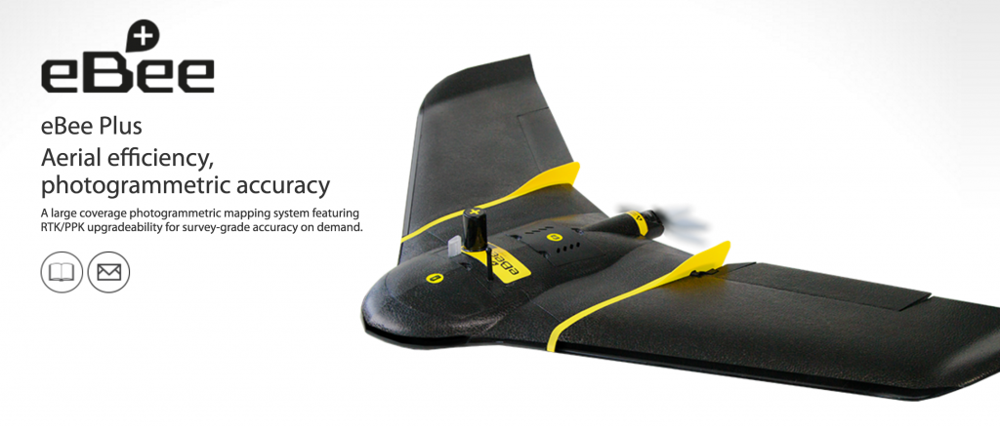 eBee
eBee Plus
Aerial efficiency,
photogrammetric accuracy
A large coverage photogrammetric mapping system featuring
RTK/PPK upgradeability for survey-grade accuracy on demand.
eBee